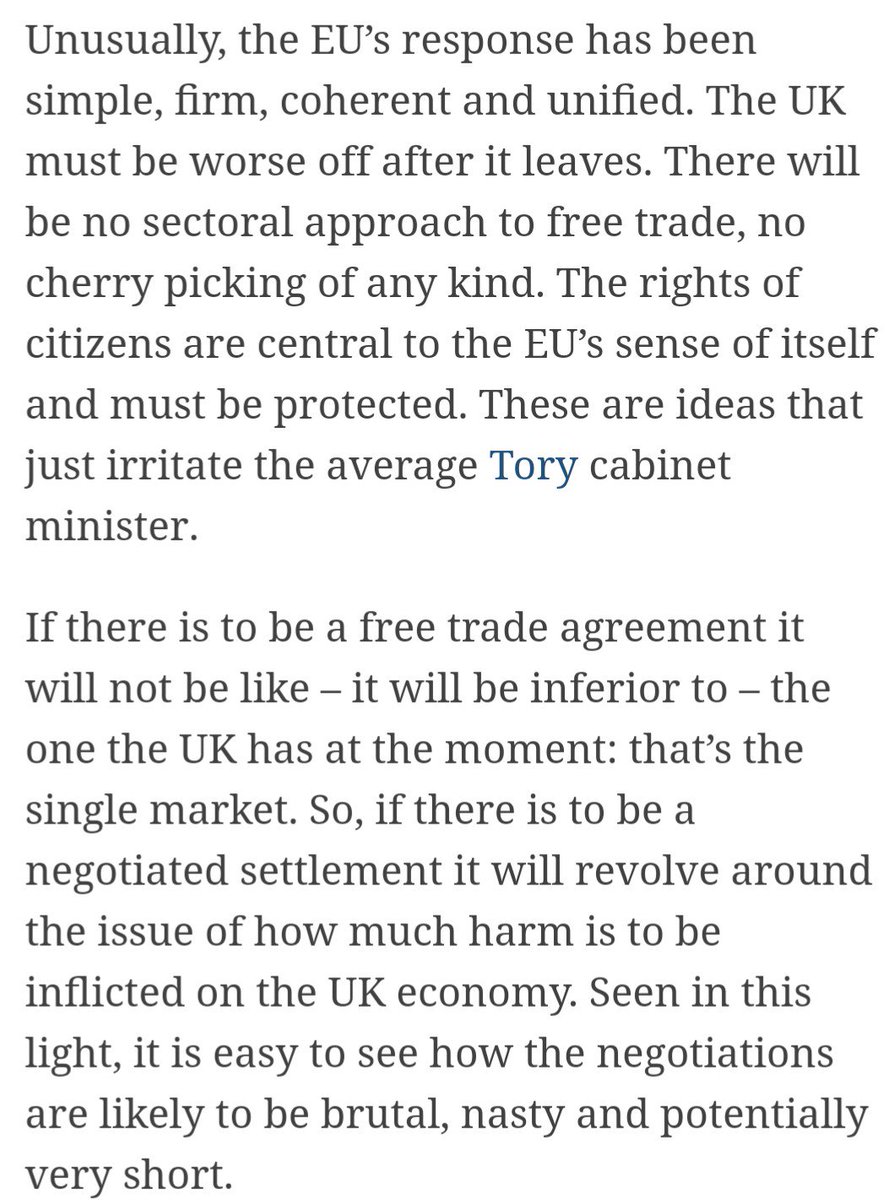 Unusually, the EU’s response has been
simple, firm, coherent and unified. The UK
must be worse off after it leaves. There will
be no sectoral approach to free trade, no
cherry picking of any kind. The rights of
citizens are central to the EU’s sense of itself
and must be protected. These are ideas that
just irritate the average Tory cabinet
minister.
If there is to be a free trade agreement it
will not be like – it will be inferior to – the
one the UK has at the moment: that’s the
single market. So, if there is to be a
negotiated settlement it will revolve around
the issue of how much harm is to be
inflicted on the UK economy. Seen in this
light, it is easy to see how the negotiations
are likely to be brutal, nasty and potentially
very short.